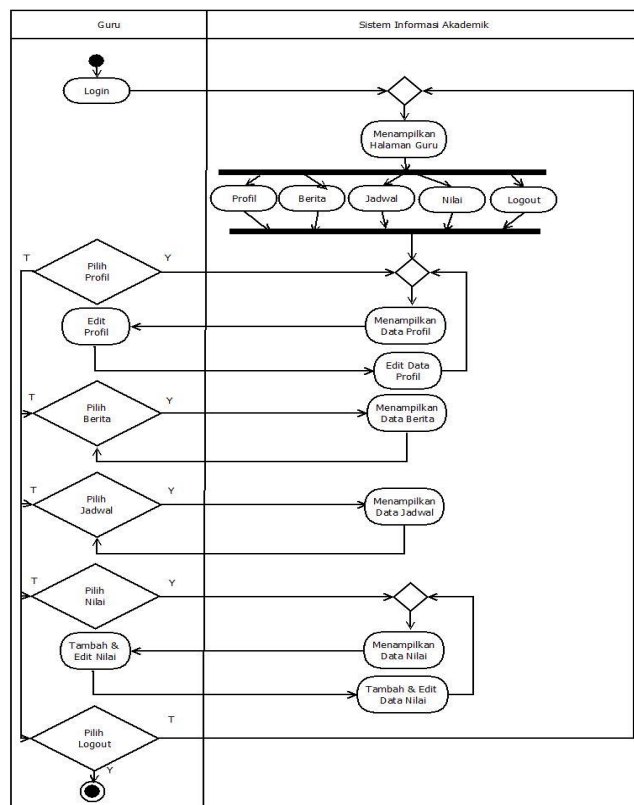 Guru
Sistem Informasi Akademik
Login
Menampilkan
Halaman Guru
Profil
Berita
Jadwal
Nilai
Logout
T
Pilih
Profil
Y
Edit
Profil
Menampilkan
Data Profil
Edit Data
Profil
T
Pilih
Berita
Y
Menampilkan
Data Berita
T
Pilih
Jadwal
Y
Menampilkan
Data Jadwal
T
Pilih
Nilai
Y
Tambah &
Edit Nilai
Menampilkan
Data Nilai
Tambah & Edit
Data Nilai
Pilih
Logout
T
Y